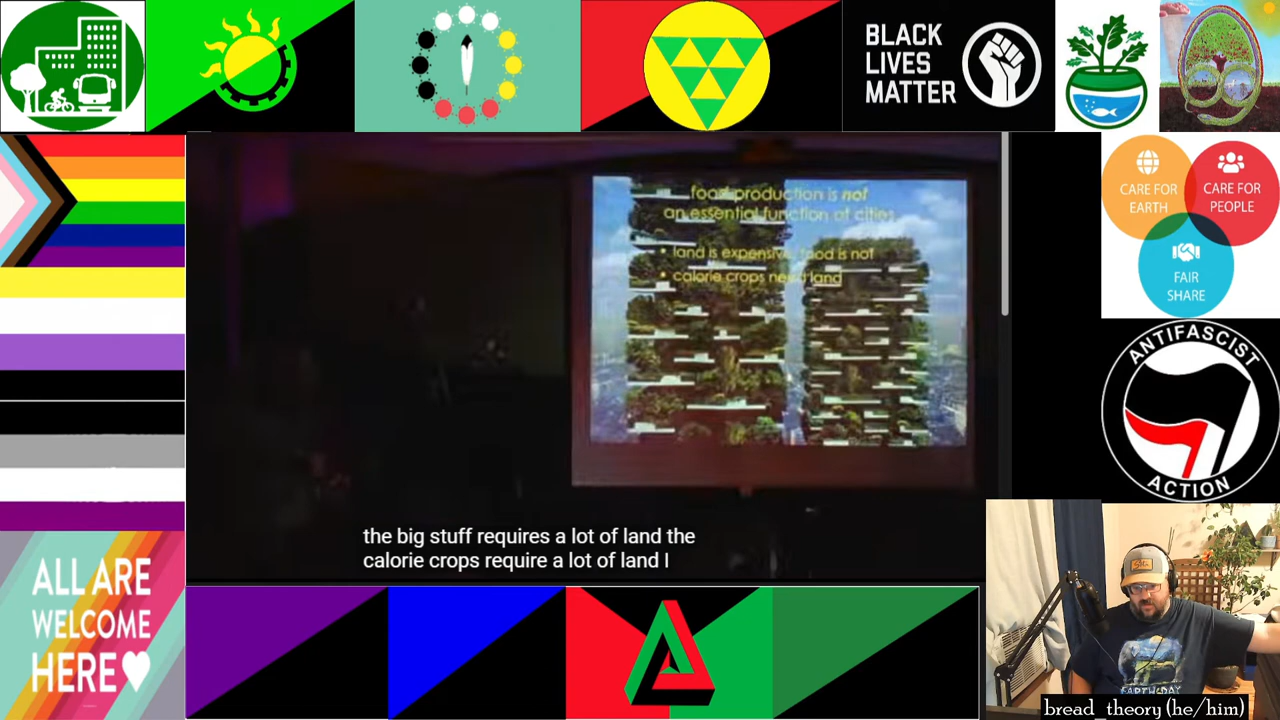 BLACK
LIVES
MATTER
CARE FOR
EARTH
CARE FOR
PEOPLE
FAIR
SHARE
food production is not
an essential function of cities
• land is expensive, food is not
• calorie crops need land
ANTIFASCIST
ACTION
the big stuff requires a lot of land the
calorie crops require a lot of land I
ALL ARE
WELCOME
HERE
EARTH DAY
bread_theory (he/him)